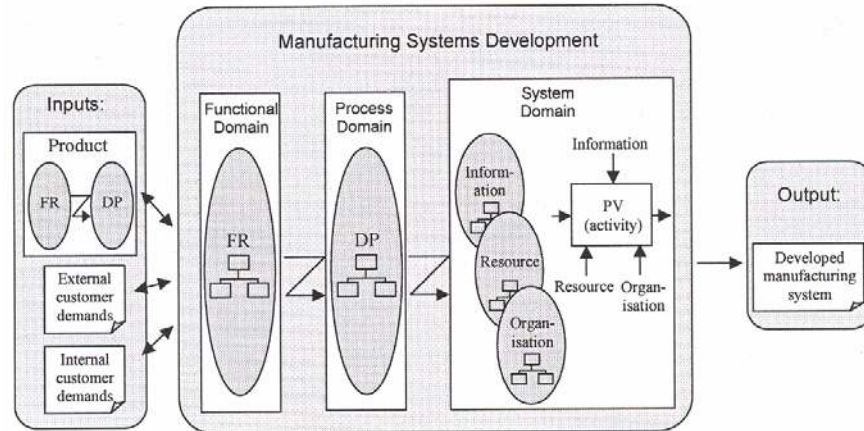 Manufacturing Systems Development
Inputs:
Product
FR
DP
External
customer
demands
Internal
customer
demands
Functional
Domain
FR
Process
Domain
DP
System
Domain
Inform-
ation
Resource
Organ-
isation
Information
PV
(activity)
Resource
Organ-
isation
Output:
Developed
manufacturing
system